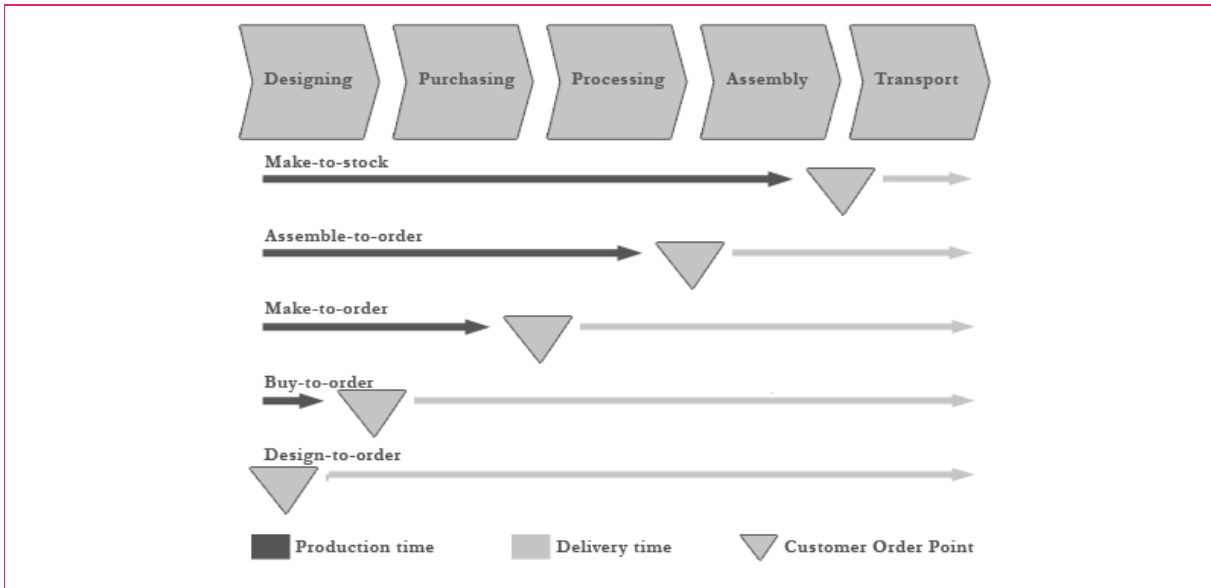 Designing Purchasing Processing Assembly Transport
Make-to-stock
Assemble-to-order
Make-to-order
Buy-to-order
Design-to-order
Production time Delivery time Customer Order Point